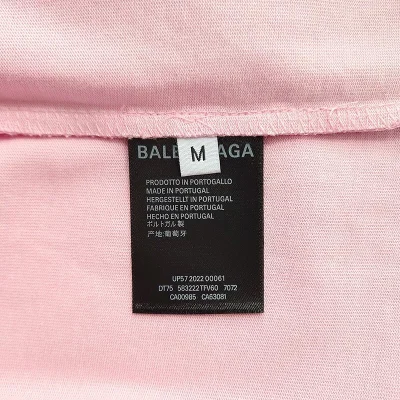 M
BALE AGA
PRODOTTO IN PORTOGALLO
MADE IN PORTUGAL
HERGESTELLT IN PORTUGAL
FABRIQUE EN PORTUGAL
HECHO EN PORTUGAL
ポルトガル製
产地:葡萄牙
UP57 2022 00061
DT75 583222TFV60 7072
CA00985 CA63081